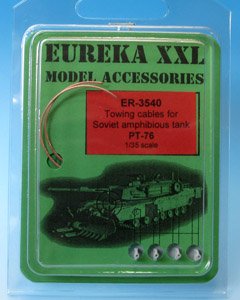 EUREKA XXL
MODEL ACCESSORIES
ER-3540
Towing cables for
Soviet amphibious tank
PT-76
1/35 scale